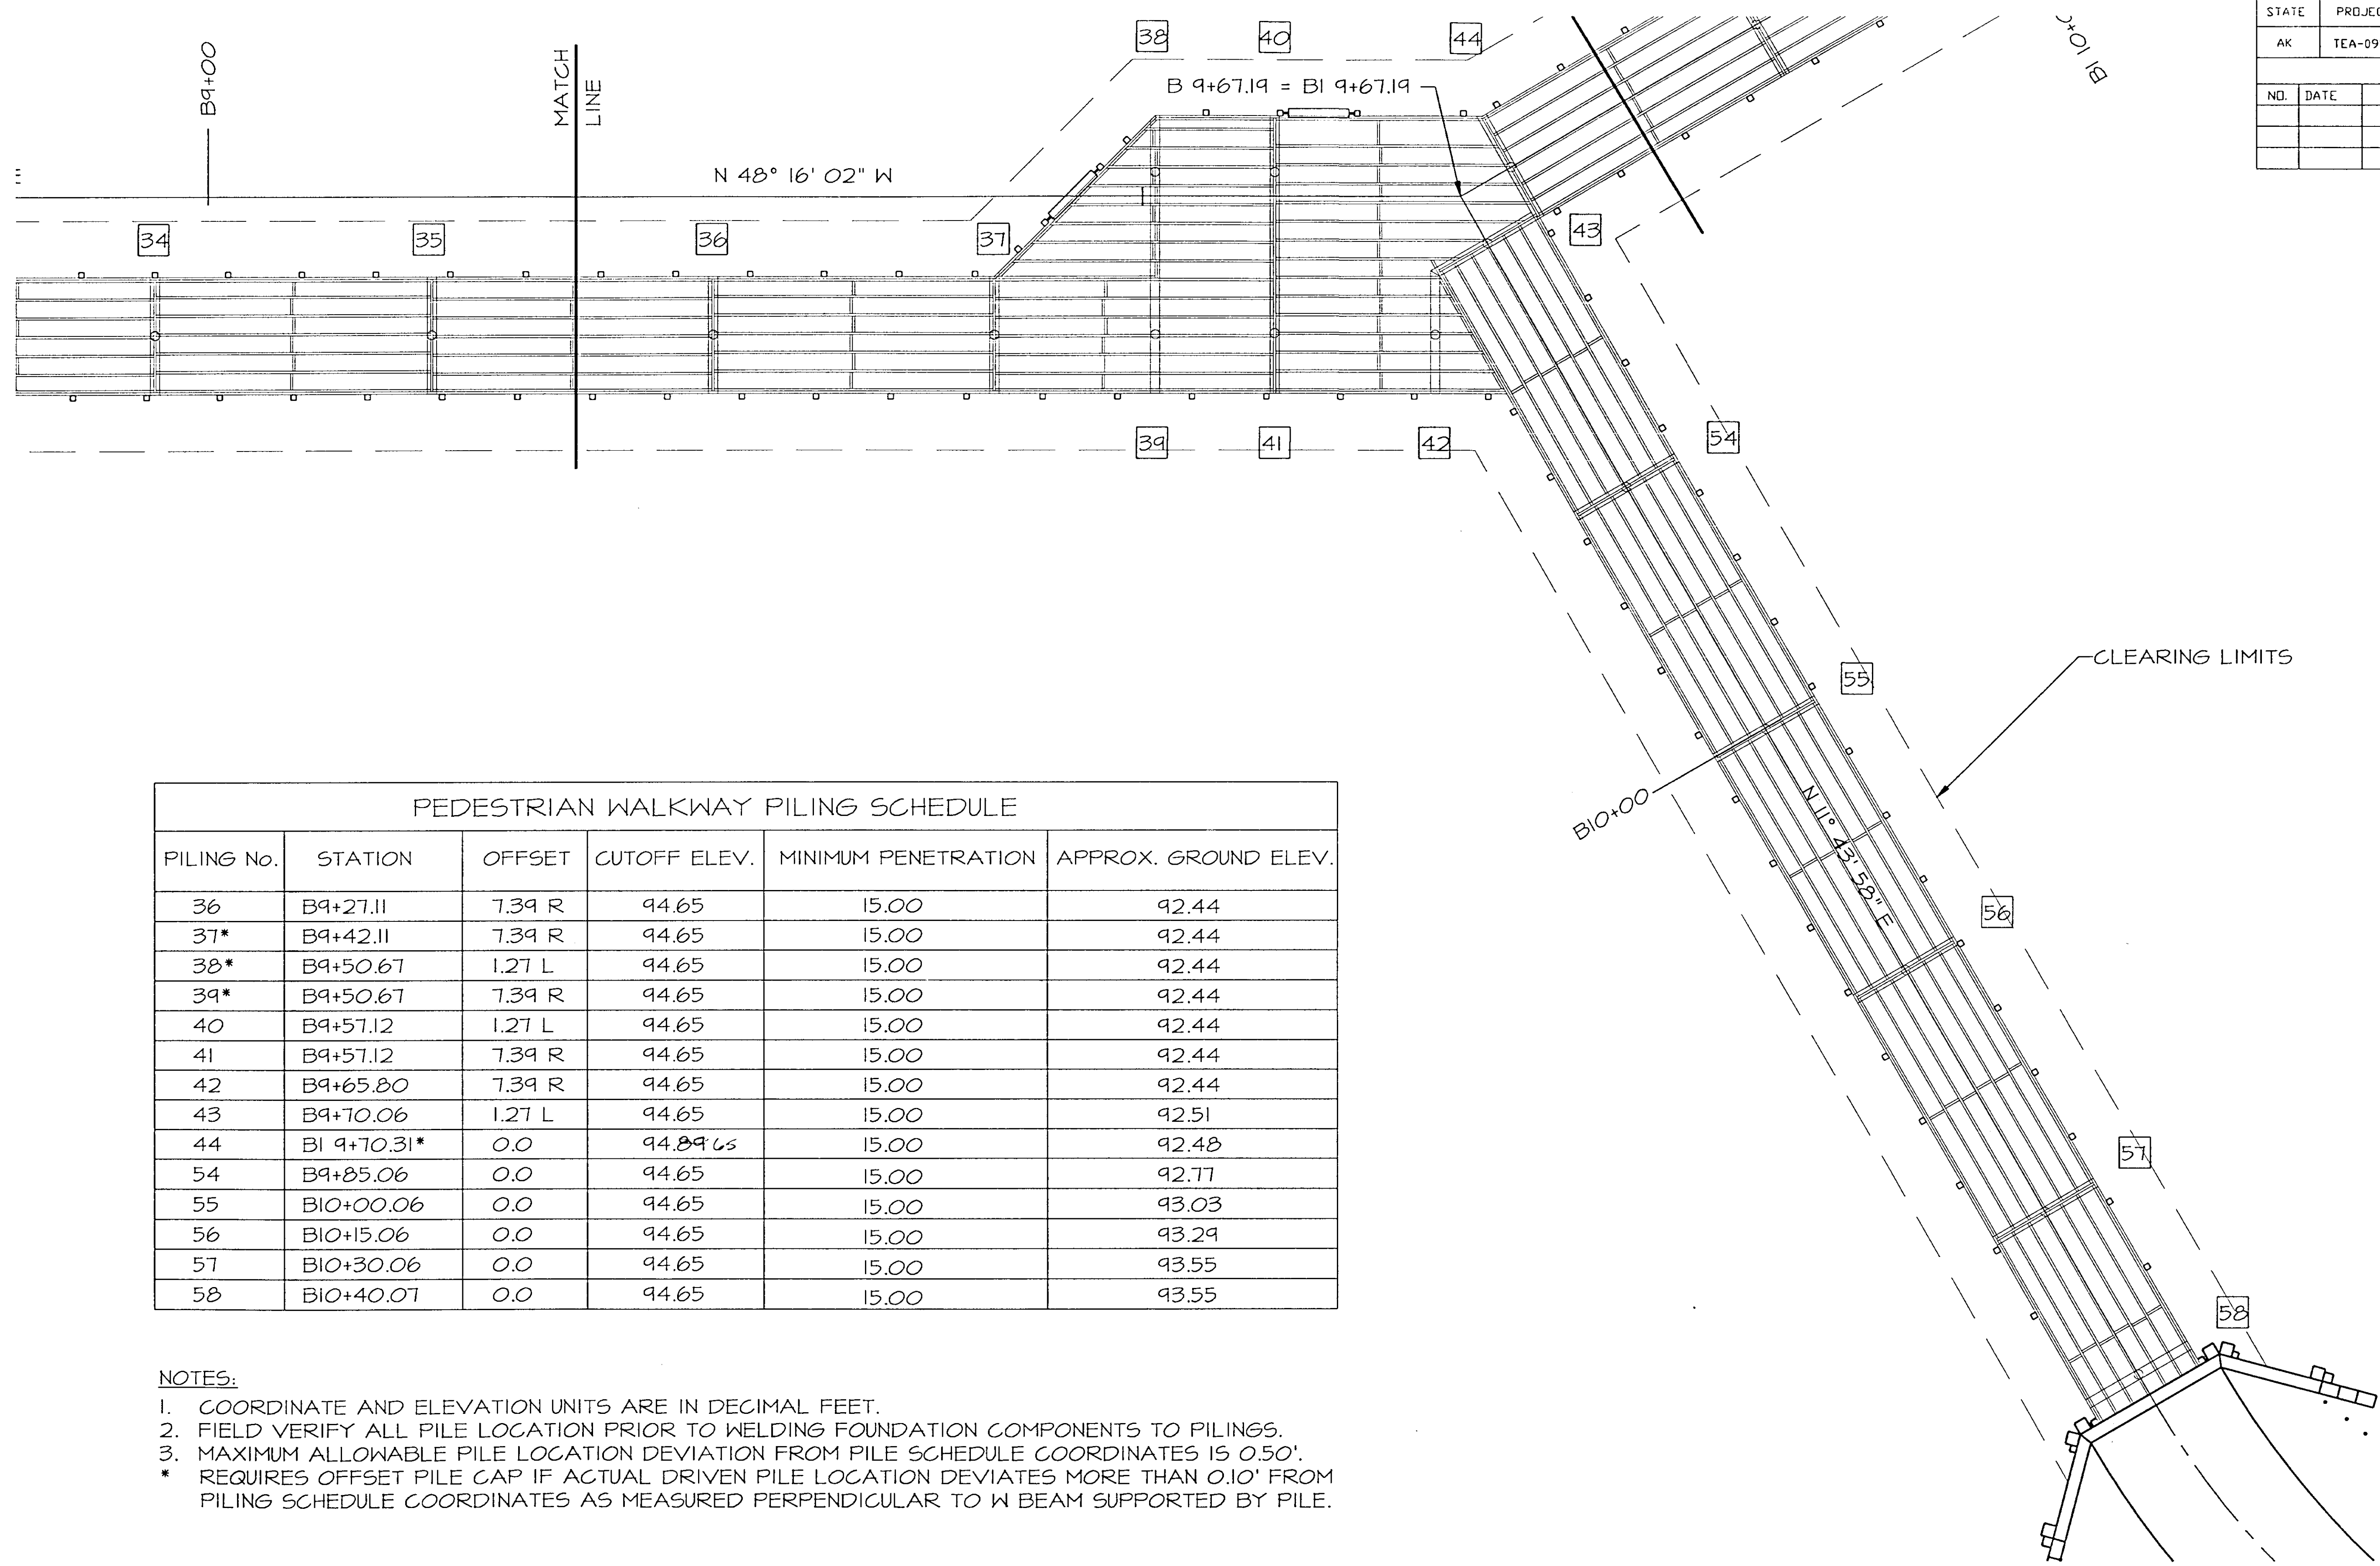 STATE PROJEC
AK TEA-09
NO. DATE
B9+00
MATCH
LINE
38 40 44
B 9+67.19 = B1 9+67.19
B1 10+0
N 48° 16' 02" W
34 35 36 37 43
39 41 42 54
55
CLEARING LIMITS
B10+00
N 11° 43' 58" E
56
57
58
PEDESTRIAN WALKWAY PILING SCHEDULE
PILING No. STATION OFFSET CUTOFF ELEV. MINIMUM PENETRATION APPROX. GROUND ELEV.
36 B9+27.11 7.39 R 94.65 15.00 92.44
37* B9+42.11 7.39 R 94.65 15.00 92.44
38* B9+50.67 1.27 L 94.65 15.00 92.44
39* B9+50.67 7.39 R 94.65 15.00 92.44
40 B9+57.12 1.27 L 94.65 15.00 92.44
41 B9+57.12 7.39 R 94.65 15.00 92.44
42 B9+65.80 7.39 R 94.65 15.00 92.44
43 B9+70.06 1.27 L 94.65 15.00 92.51
44 B1 9+70.31* 0.0 94.89 65 15.00 92.48
54 B9+85.06 0.0 94.65 15.00 92.77
55 B10+00.06 0.0 94.65 15.00 93.03
56 B10+15.06 0.0 94.65 15.00 93.29
57 B10+30.06 0.0 94.65 15.00 93.55
58 B10+40.07 0.0 94.65 15.00 93.55
NOTES:
1. COORDINATE AND ELEVATION UNITS ARE IN DECIMAL FEET.
2. FIELD VERIFY ALL PILE LOCATION PRIOR TO WELDING FOUNDATION COMPONENTS TO PILINGS.
3. MAXIMUM ALLOWABLE PILE LOCATION DEVIATION FROM PILE SCHEDULE COORDINATES IS 0.50'.
* REQUIRES OFFSET PILE CAP IF ACTUAL DRIVEN PILE LOCATION DEVIATES MORE THAN 0.10' FROM
PILING SCHEDULE COORDINATES AS MEASURED PERPENDICULAR TO W BEAM SUPPORTED BY PILE.